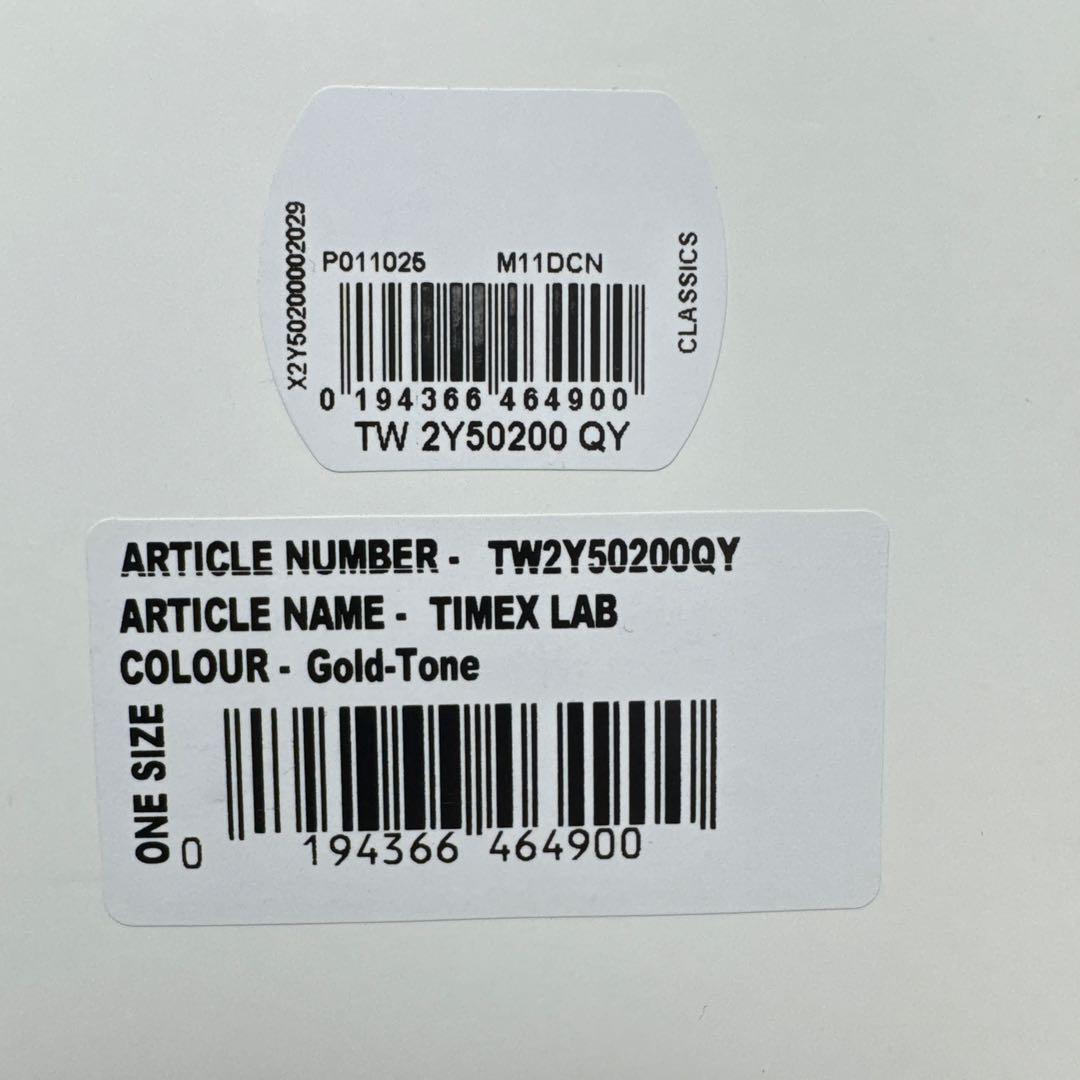 X2Y50200002029
P011025 M11DCN
CLASSICS
0 194366 464900
TW 2Y50200 QY
ARTICLE NUMBER - TW2Y50200QY
ARTICLE NAME - TIMEX LAB
COLOUR - Gold-Tone
ONE SIZE
0 194366 464900